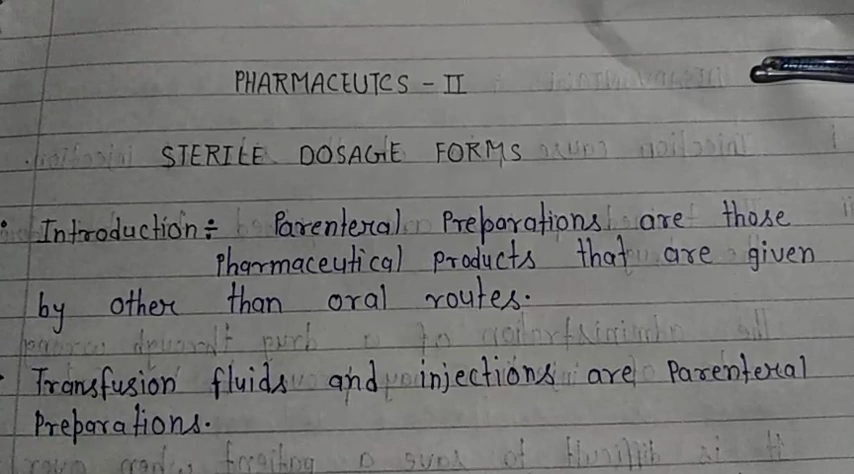 PHARMACEUTCS - II
STERILE DOSAGE FORMS
Introduction ÷ Parenteral Preparations are those
Pharmaceutical Products that are given
by other than oral routes.
Transfusion fluids and injections are Parenteral
Preparations.